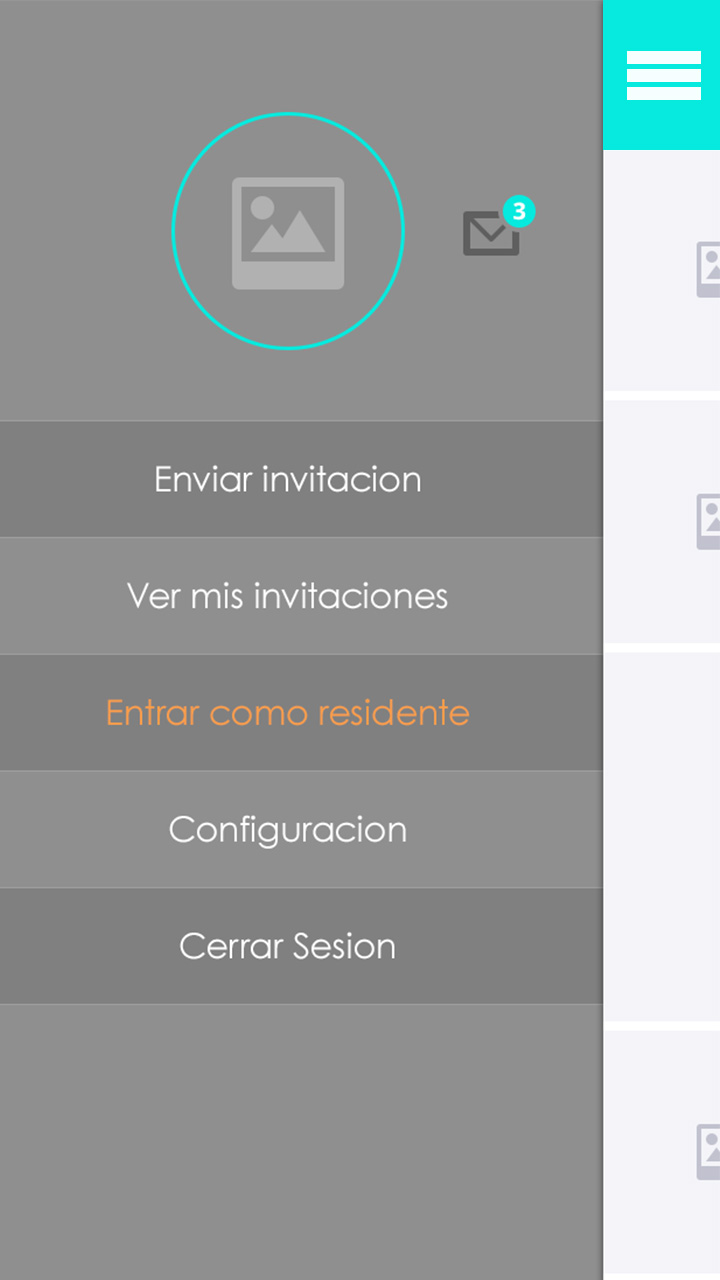 3
Enviar invitacion
Ver mis invitaciones
Entrar como residente
Configuracion
Cerrar Sesion